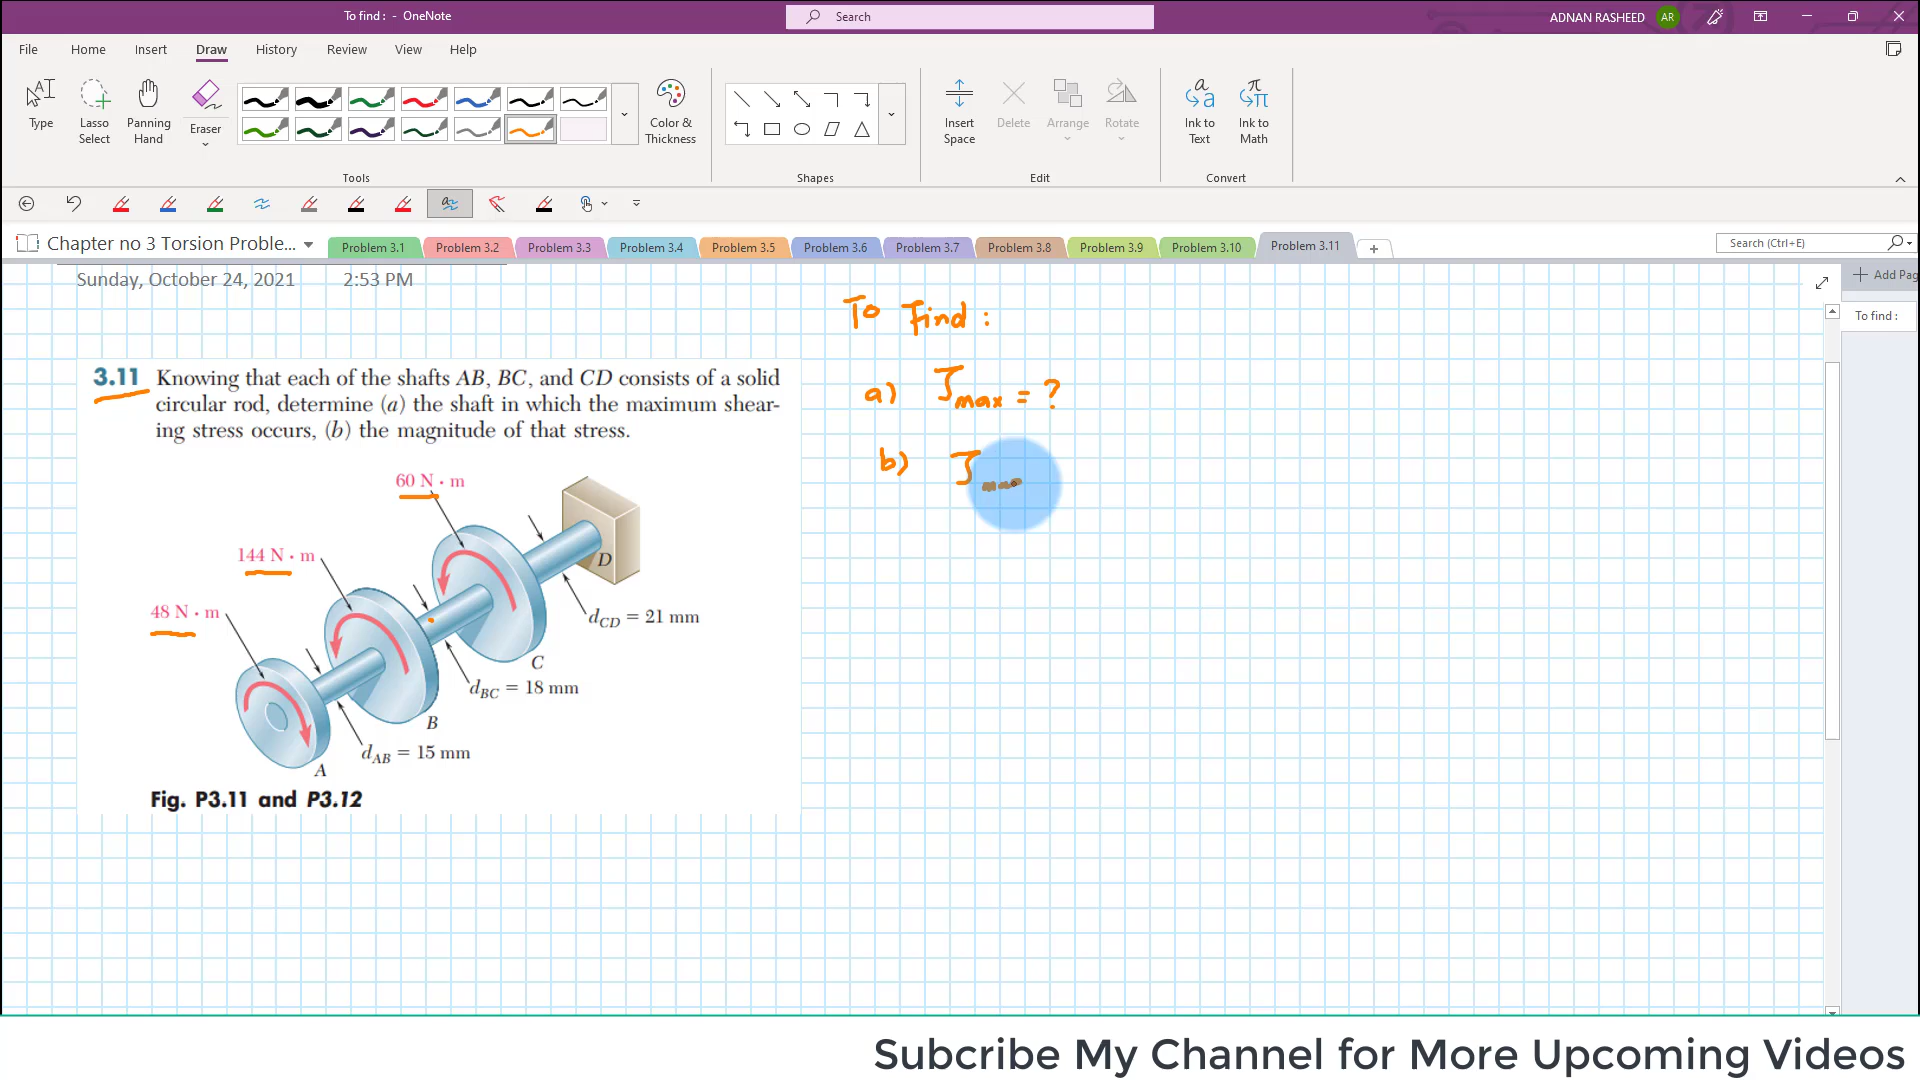 To find : - OneNote
Search
ADNAN RASHEED
AR
File Home Insert Draw History Review View Help
Type
Lasso Select
Panning Hand
Eraser
Color & Thickness
Insert Space
Delete
Arrange
Rotate
Ink to Text
Ink to Math
Tools
Shapes
Edit
Convert
Chapter no 3 Torsion Proble...
Problem 3.1 Problem 3.2 Problem 3.3 Problem 3.4 Problem 3.5 Problem 3.6 Problem 3.7 Problem 3.8 Problem 3.9 Problem 3.10 Problem 3.11
Search (Ctrl+E)
Add Pag
To find :
Sunday, October 24, 2021 2:53 PM
3.11 Knowing that each of the shafts AB, BC, and CD consists of a solid
circular rod, determine (a) the shaft in which the maximum shear-
ing stress occurs, (b) the magnitude of that stress.
60 N · m
144 N · m
48 N · m
D
dCD = 21 mm
C
dBC = 18 mm
B
dAB = 15 mm
A
Fig. P3.11 and P3.12
To Find :
a) τmax = ?
b) τ
Subcribe My Channel for More Upcoming Videos